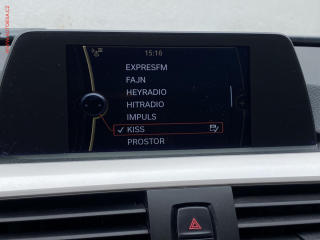 15:16
EXPRESFM
FAJN
HEYRADIO
HITRADIO
IMPULS
✓ KISS
PROSTOR